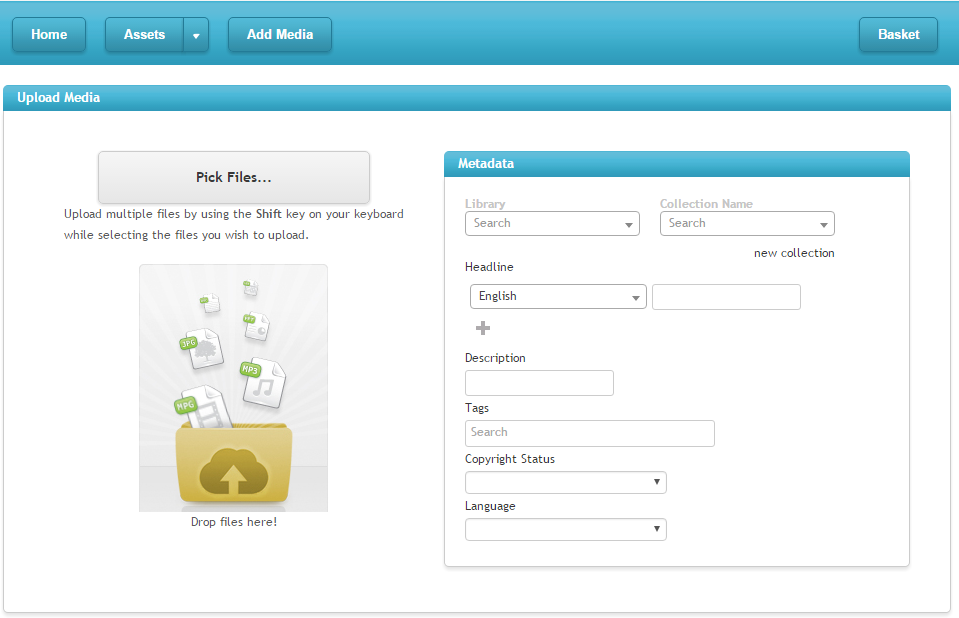 Home
Assets
Add Media
Basket
Upload Media
Pick Files...
Upload multiple files by using the Shift key on your keyboard
while selecting the files you wish to upload.
JPG
MP3
MPG
Drop files here!
Metadata
Library
Collection Name
Search
Search
new collection
Headline
English
Description
Tags
Search
Copyright Status
Language